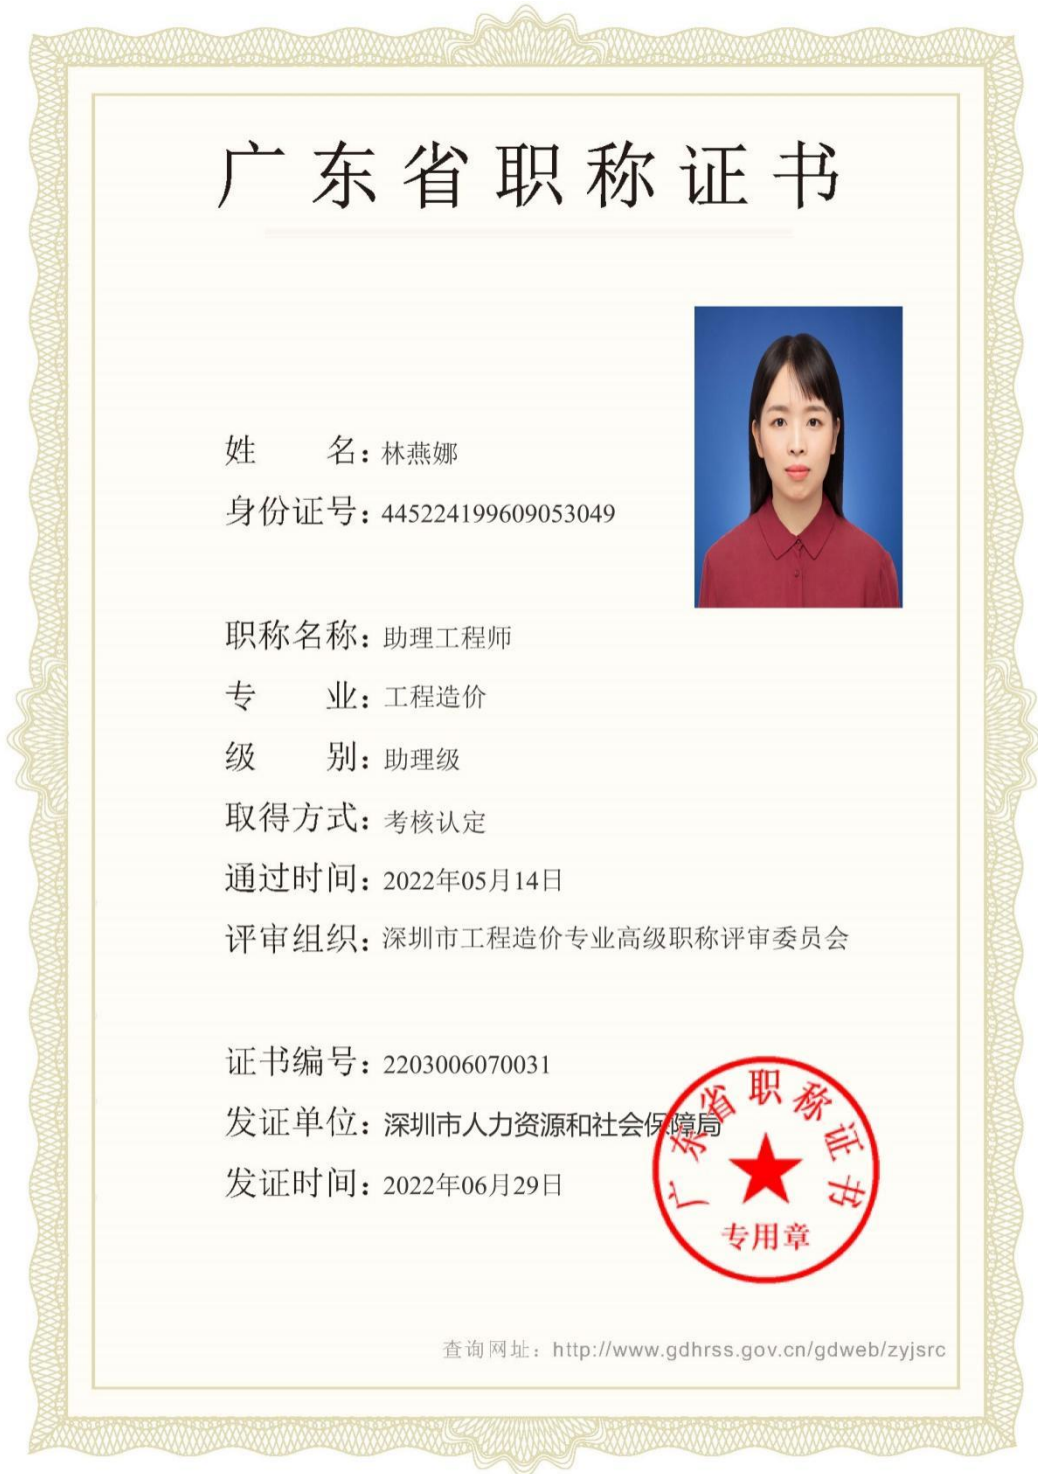 广东省职称证书
姓 名：林燕娜
身份证号：445224199609053049
职称名称：助理工程师
专 业：工程造价
级 别：助理级
取得方式：考核认定
通过时间：2022年05月14日
评审组织：深圳市工程造价专业高级职称评审委员会
证书编号：2203006070031
发证单位：深圳市人力资源和社会保障局
发证时间：2022年06月29日
广东省职称证书
专用章
查询网址：http://www.gdhrss.gov.cn/gdweb/zyjsrc